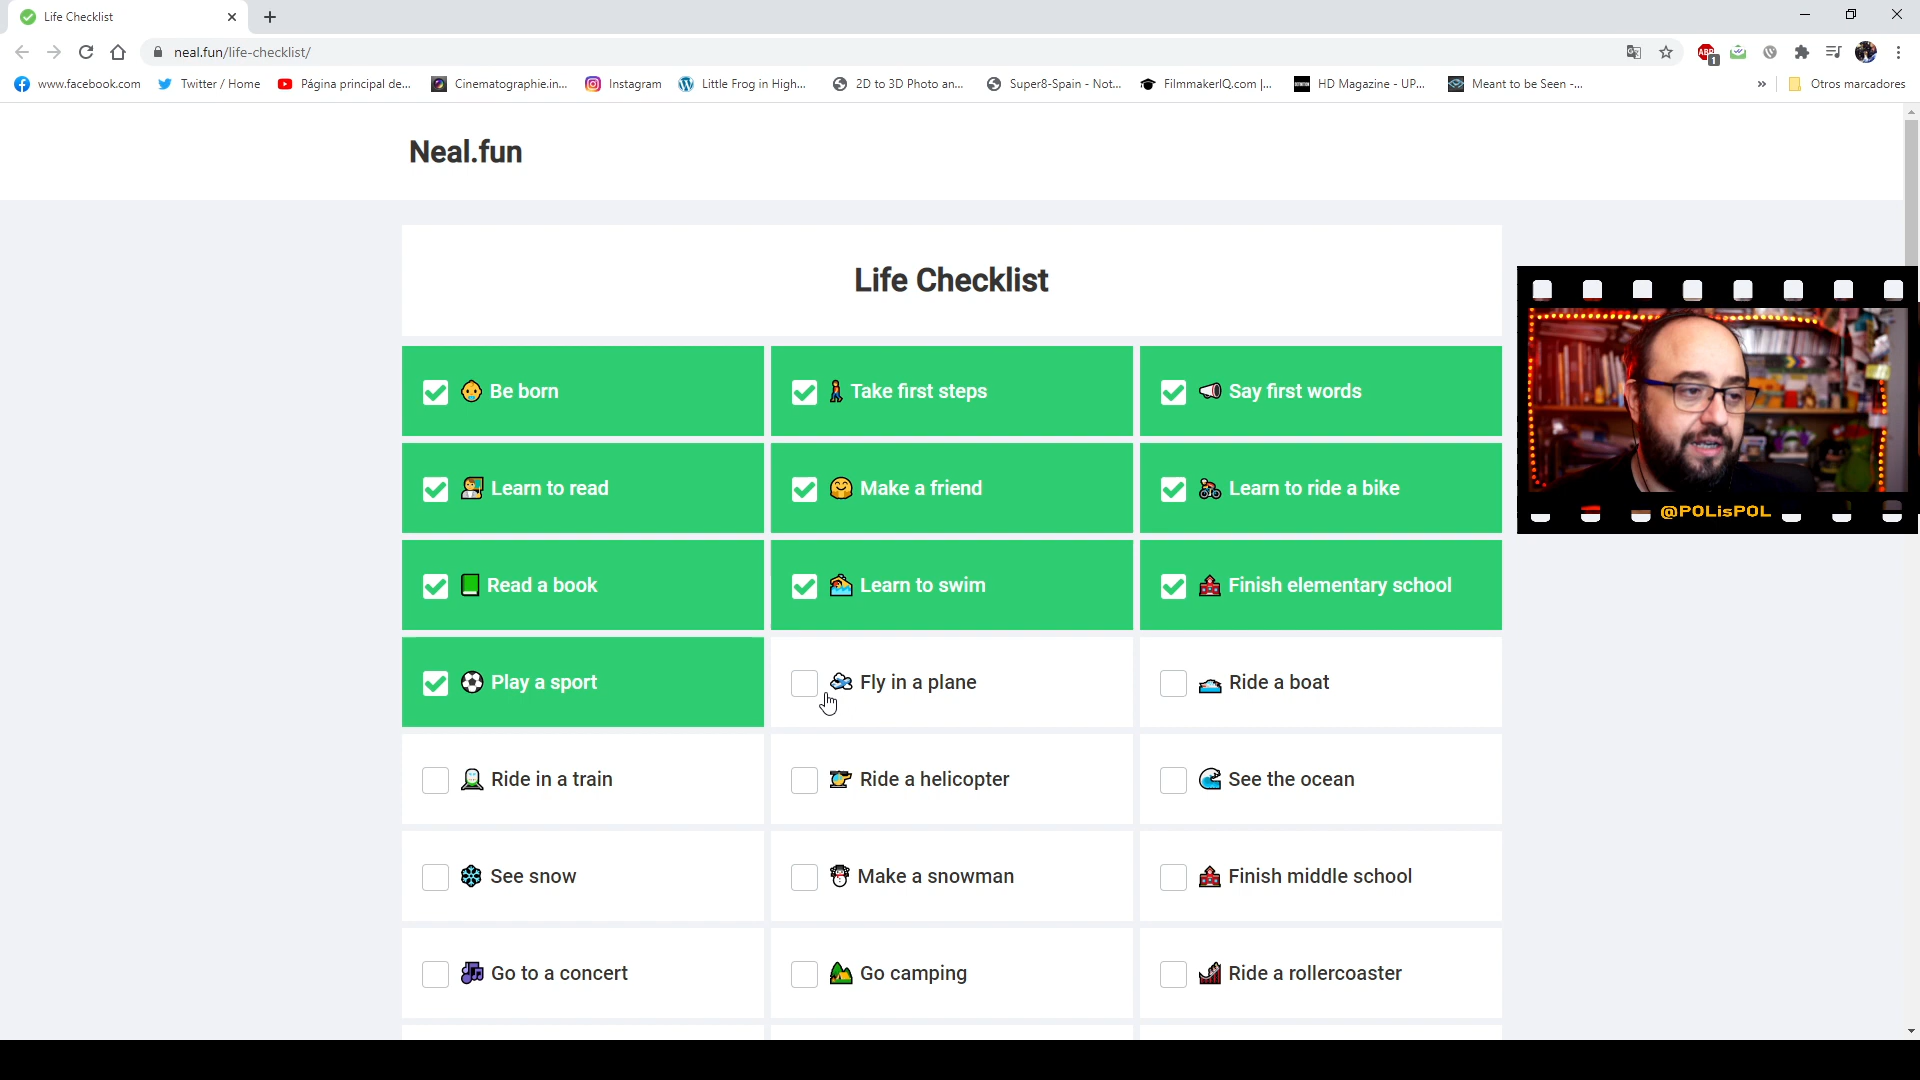 Life Checklist
neal.fun/life-checklist/
ABP
1
www.facebook.com
Twitter / Home
Página principal de...
Cinematographie.in...
Instagram
Little Frog in High...
2D to 3D Photo an...
Super8-Spain - Not...
FilmmakerIQ.com |...
HD Magazine - UP...
Meant to be Seen -...
»
Otros marcadores
Neal.fun
Life Checklist
Be born
Take first steps
Say first words
Learn to read
Make a friend
Learn to ride a bike
@POLisPOL
Read a book
Learn to swim
Finish elementary school
Play a sport
Fly in a plane
Ride a boat
Ride in a train
Ride a helicopter
See the ocean
See snow
Make a snowman
Finish middle school
Go to a concert
Go camping
Ride a rollercoaster